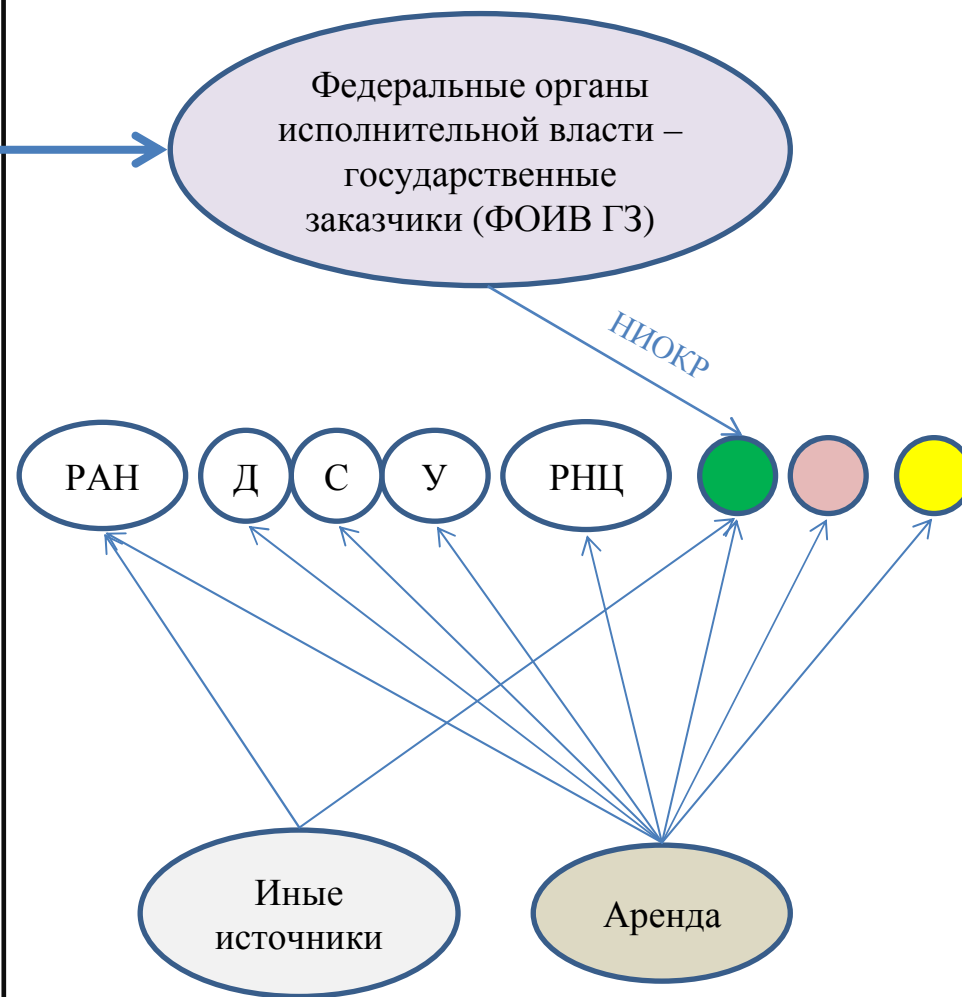 Федеральные органы
исполнительной власти –
государственные
заказчики (ФОИВ ГЗ)
НИОКР
РАН
Д
С
У
РНЦ
Иные
источники
Аренда